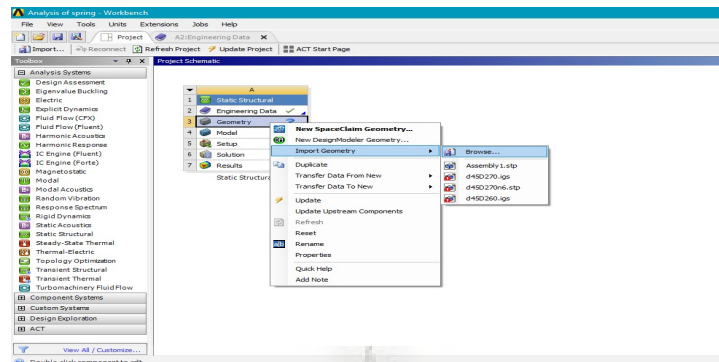 Analysis of spring - Workbench
File View Tools Units Extensions Jobs Help
Project A2:Engineering Data
Import... Reconnect Refresh Project Update Project ACT Start Page
Toolbox
Project Schematic
Analysis Systems
Design Assessment
Eigenvalue Buckling
Electric
Explicit Dynamics
Fluid Flow (CFX)
Fluid Flow (Fluent)
Harmonic Acoustics
Harmonic Response
IC Engine (Fluent)
IC Engine (Forte)
Magnetostatic
Modal
Modal Acoustics
Random Vibration
Response Spectrum
Rigid Dynamics
Static Acoustics
Static Structural
Steady-State Thermal
Thermal-Electric
Topology Optimization
Transient Structural
Transient Thermal
Turbomachinery Fluid Flow
Component Systems
Custom Systems
Design Exploration
ACT
View All / Customize...
Double-click component to edit.
A
1 Static Structural
2 Engineering Data
3 Geometry
4 Model
5 Setup
6 Solution
7 Results
Static Structural
New SpaceClaim Geometry...
New DesignModeler Geometry...
Import Geometry
Duplicate
Transfer Data From New
Transfer Data To New
Update
Update Upstream Components
Refresh
Reset
Rename
Properties
Quick Help
Add Note
Browse...
Assembly1.stp
d45D270.igs
d45D270n6.stp
d45D260.igs